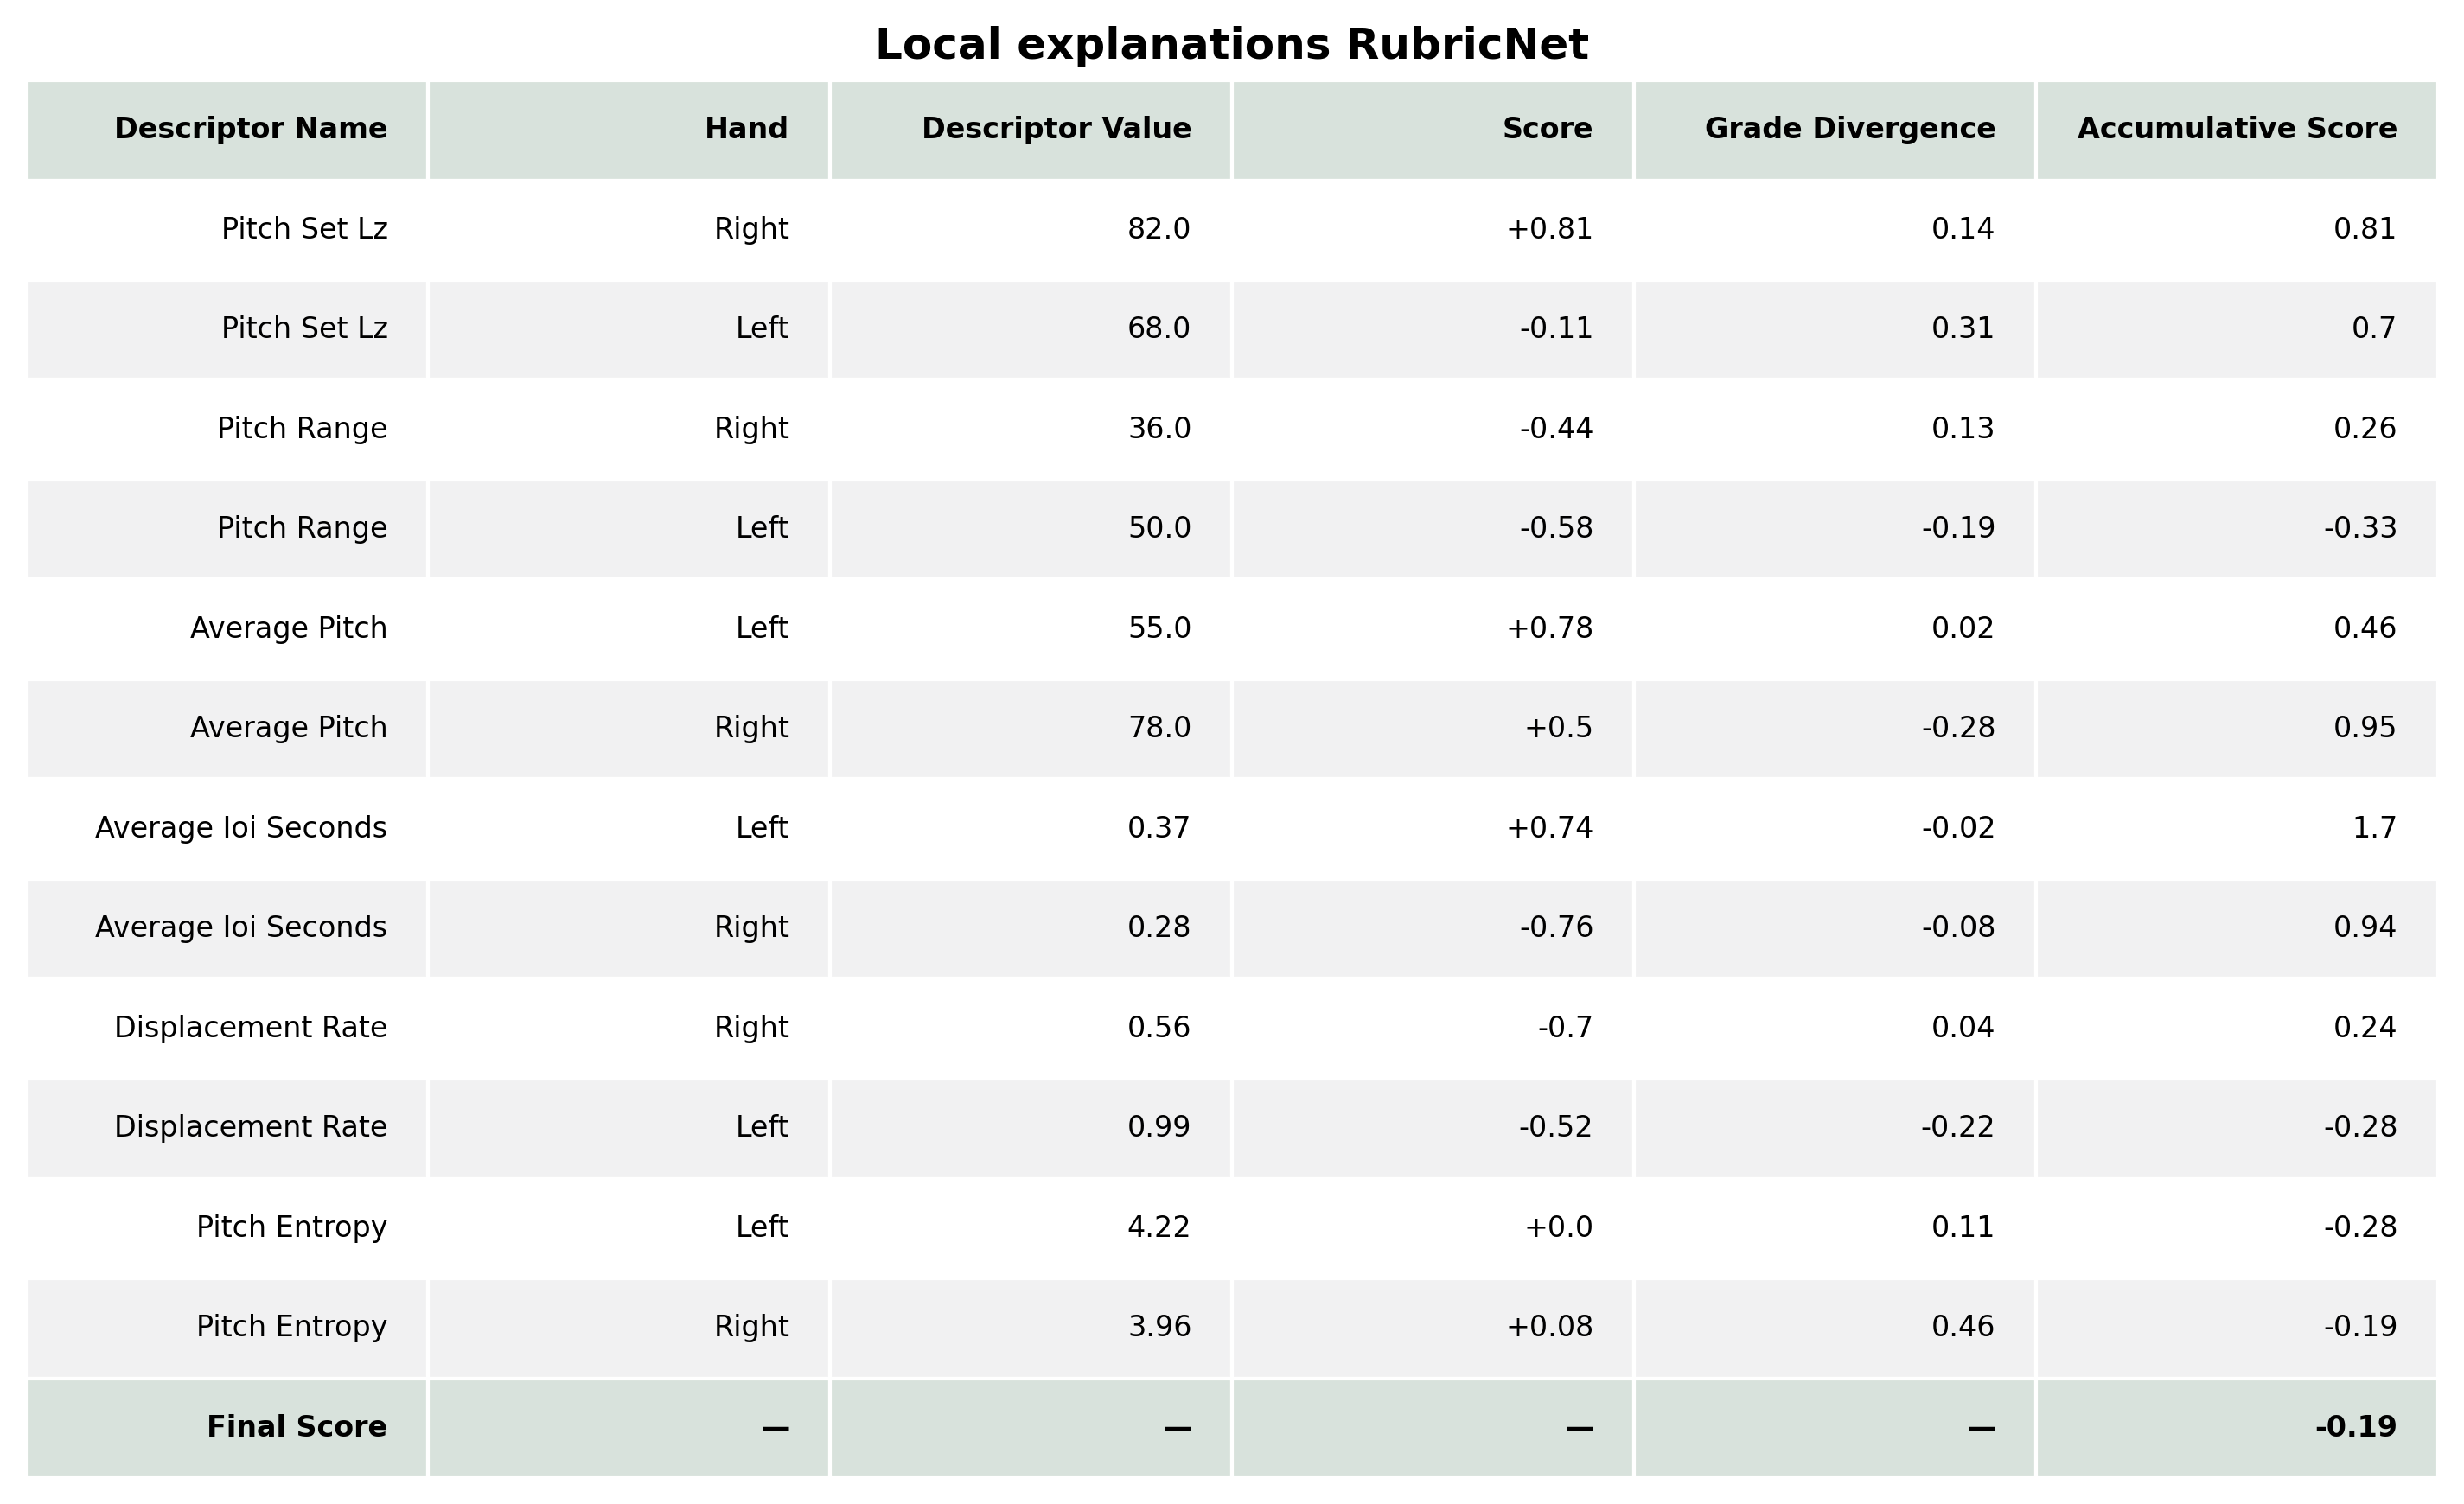 Local explanations RubricNet
Descriptor Name Hand Descriptor Value Score Grade Divergence Accumulative Score
Pitch Set Lz Right 82.0 +0.81 0.14 0.81
Pitch Set Lz Left 68.0 -0.11 0.31 0.7
Pitch Range Right 36.0 -0.44 0.13 0.26
Pitch Range Left 50.0 -0.58 -0.19 -0.33
Average Pitch Left 55.0 +0.78 0.02 0.46
Average Pitch Right 78.0 +0.5 -0.28 0.95
Average Ioi Seconds Left 0.37 +0.74 -0.02 1.7
Average Ioi Seconds Right 0.28 -0.76 -0.08 0.94
Displacement Rate Right 0.56 -0.7 0.04 0.24
Displacement Rate Left 0.99 -0.52 -0.22 -0.28
Pitch Entropy Left 4.22 +0.0 0.11 -0.28
Pitch Entropy Right 3.96 +0.08 0.46 -0.19
Final Score — — — — -0.19